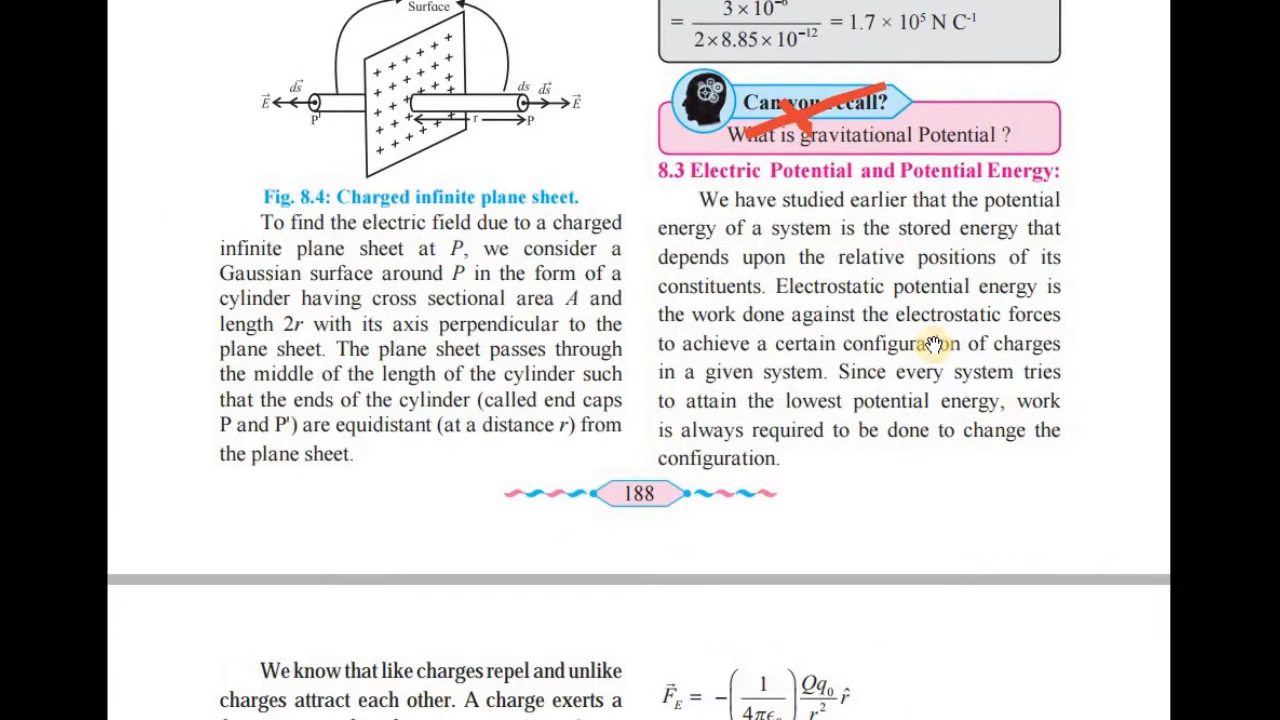 Surface
ds⃗
ds ds⃗
E⃗
E⃗
P'
r
P
Fig. 8.4: Charged infinite plane sheet.
To find the electric field due to a charged
infinite plane sheet at P, we consider a
Gaussian surface around P in the form of a
cylinder having cross sectional area A and
length 2r with its axis perpendicular to the
plane sheet. The plane sheet passes through
the middle of the length of the cylinder such
that the ends of the cylinder (called end caps
P and P') are equidistant (at a distance r) from
the plane sheet.
= 3 × 10⁻⁶ / 2×8.85×10⁻¹² = 1.7 × 10⁵ N C⁻¹
Can you recall?
What is gravitational Potential ?
8.3 Electric Potential and Potential Energy:
We have studied earlier that the potential
energy of a system is the stored energy that
depends upon the relative positions of its
constituents. Electrostatic potential energy is
the work done against the electrostatic forces
to achieve a certain configuration of charges
in a given system. Since every system tries
to attain the lowest potential energy, work
is always required to be done to change the
configuration.
188
We know that like charges repel and unlike
charges attract each other. A charge exerts a
F⃗_E = −(1/4πε₀) Qq₀/r² r̂